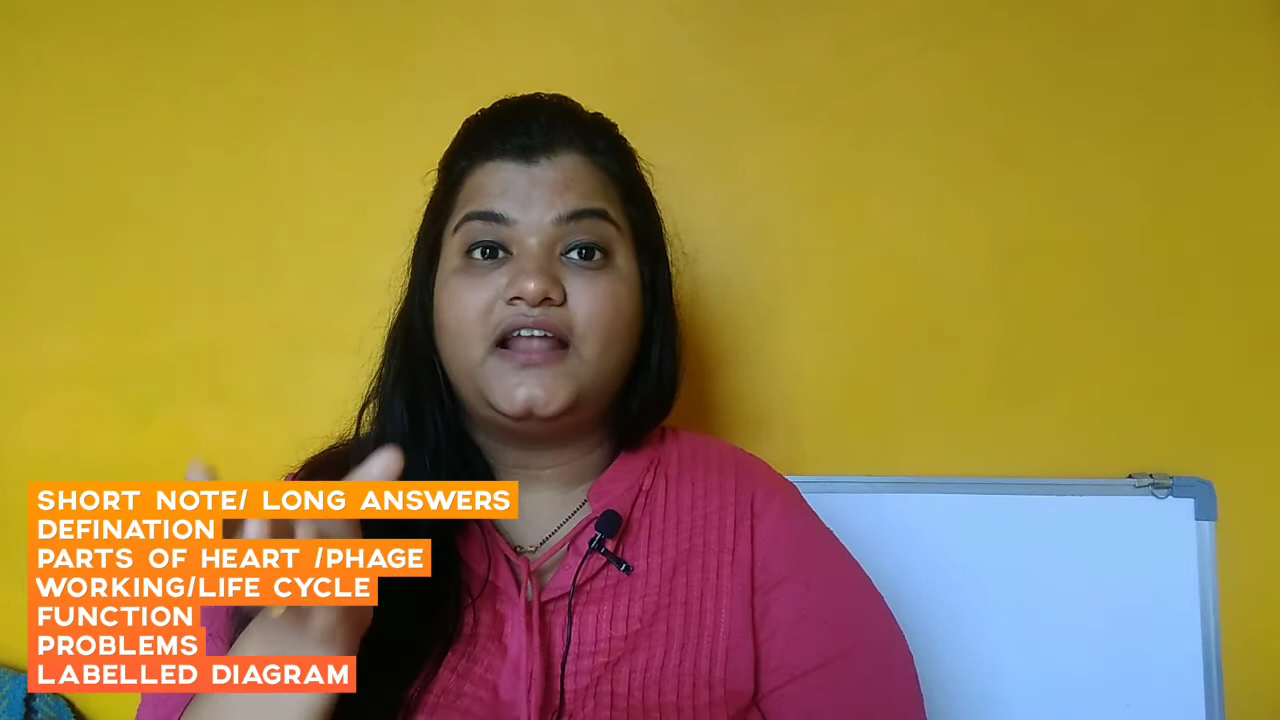 SHORT NOTE/ LONG ANSWERS
DEFINATION
PARTS OF HEART /PHAGE
WORKING/LIFE CYCLE
FUNCTION
PROBLEMS
LABELLED DIAGRAM